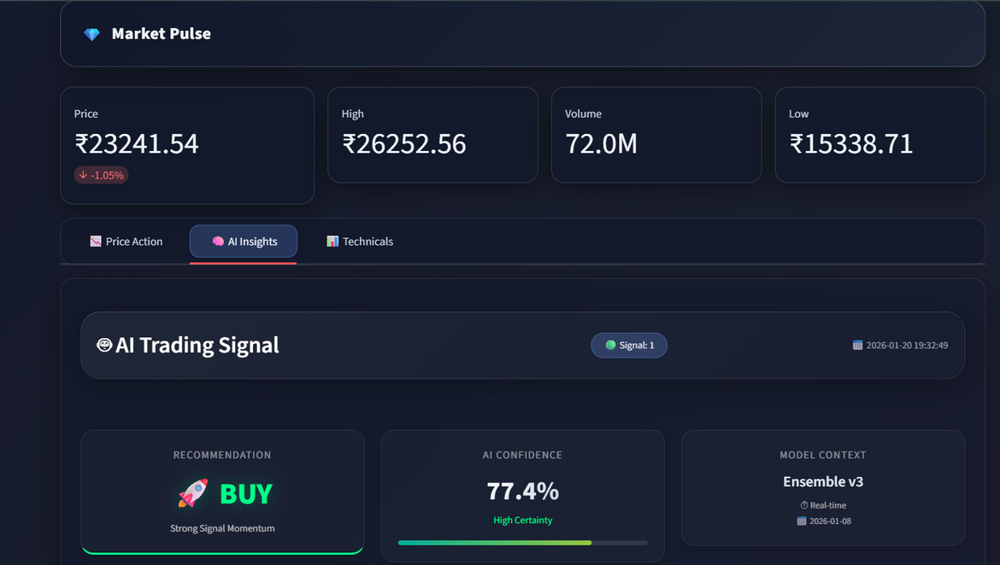 Market Pulse
Price
₹23241.54
↓ -1.05%
High
₹26252.56
Volume
72.0M
Low
₹15338.71
Price Action
AI Insights
Technicals
AI Trading Signal
Signal: 1
2026-01-20 19:32:49
RECOMMENDATION
BUY
Strong Signal Momentum
AI CONFIDENCE
77.4%
High Certainty
MODEL CONTEXT
Ensemble v3
Real-time
2026-01-08